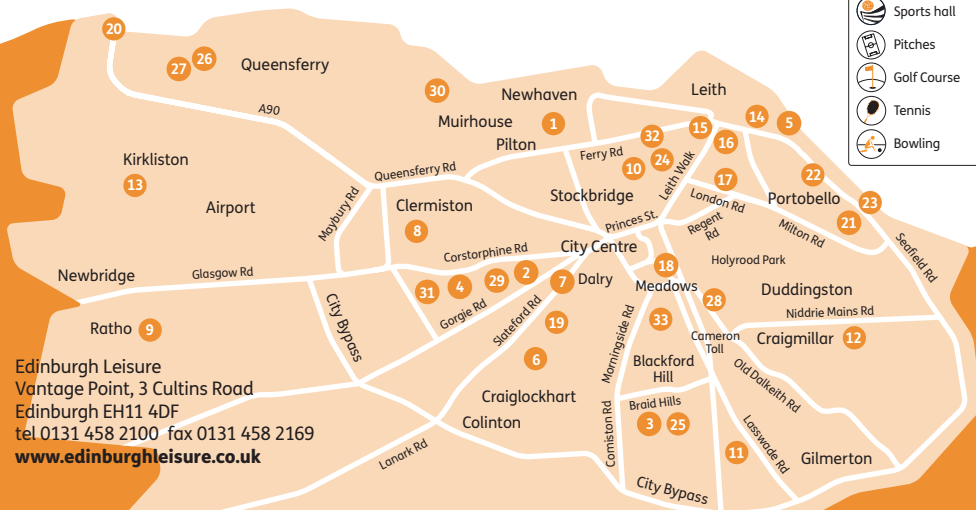 Sports hall
Pitches
Golf Course
Tennis
Bowling
20
27
26
Queensferry
A90
30
Newhaven
Muirhouse
1
Pilton
Leith
14
5
15
16
32
Ferry Rd
10
24
Leith Walk
Kirkliston
13
Airport
Queensferry Rd
Maybury Rd
Clermiston
8
Stockbridge
Princes St.
17
London Rd
Regent
Rd
22
Portobello
23
21
Milton Rd
Seafield Rd
Corstorphine Rd
City Centre
Holyrood Park
Newbridge
Glasgow Rd
City Bypass
31
4
29
2
7
Dalry
18
Meadows
28
Duddingston
Niddrie Mains Rd
Gorgie Rd
Slateford Rd
19
6
Morningside Rd
33
Cameron
Toll
Craigmillar
12
Ratho
9
Blackford
Hill
Old Dalkeith Rd
Edinburgh Leisure
Vantage Point, 3 Cultins Road
Edinburgh EH11 4DF
tel 0131 458 2100 fax 0131 458 2169
www.edinburghleisure.co.uk
Craiglockhart
Colinton
Lanark Rd
Comiston Rd
Braid Hills
3
25
11
Lasswade Rd
Gilmerton
City Bypass